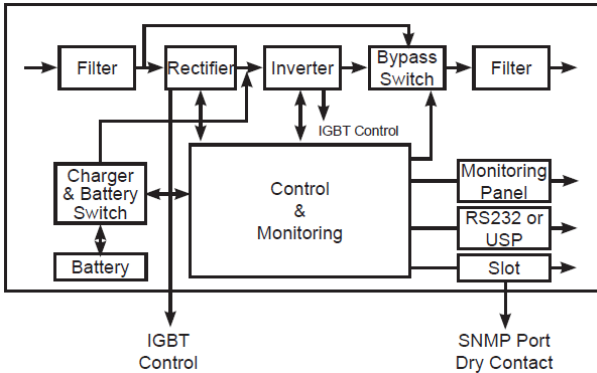 Filter
Rectifier
Inverter
Bypass
Switch
Filter
IGBT Control
Charger
& Battery
Switch
Control
&
Monitoring
Monitoring
Panel
RS232 or
USP
Battery
Slot
IGBT
Control
SNMP Port
Dry Contact